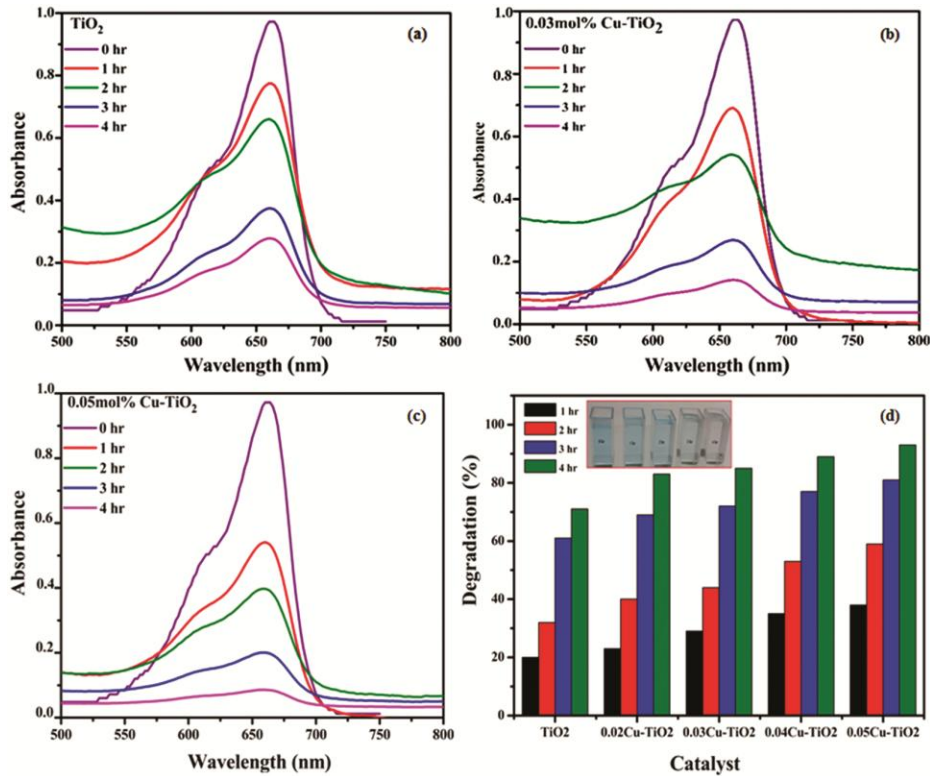 TiO2
(a)
0 hr
1 hr
2 hr
3 hr
4 hr
1.0
0.8
0.6
0.4
0.2
0.0
Absorbance
500 550 600 650 700 750 800
Wavelength (nm)
0.03mol% Cu-TiO2
(b)
0 hr
1 hr
2 hr
3 hr
4 hr
1.0
0.8
0.6
0.4
0.2
0.0
Absorbance
500 550 600 650 700 750 800
Wavelength (nm)
0.05mol% Cu-TiO2
(c)
0 hr
1 hr
2 hr
3 hr
4 hr
1.0
0.8
0.6
0.4
0.2
0.0
Absorbance
500 550 600 650 700 750 800
Wavelength (nm)
(d)
1 hr
2 hr
3 hr
4 hr
100
80
60
40
20
0
Degradation (%)
TiO2 0.02Cu-TiO2 0.03Cu-TiO2 0.04Cu-TiO2 0.05Cu-TiO2
Catalyst